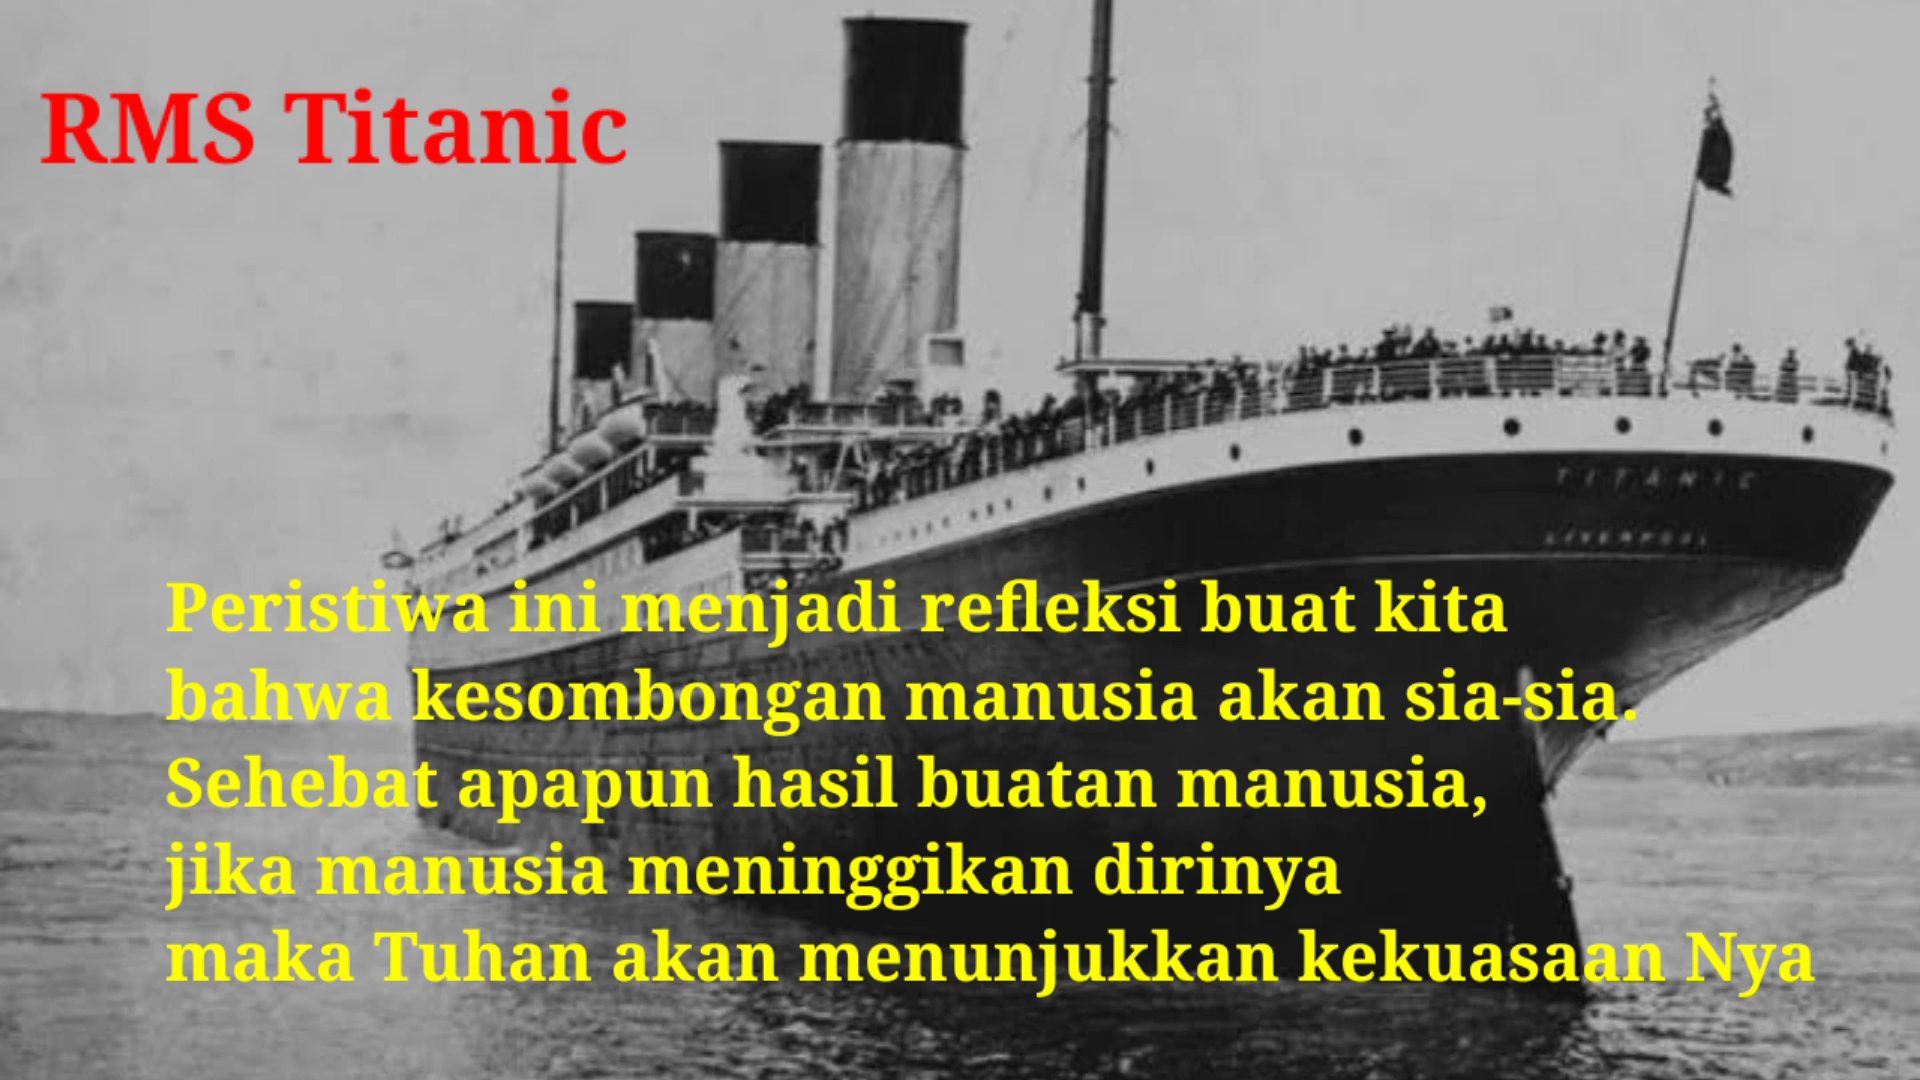 RMS Titanic
TITANIC
LIVERPOOL
Peristiwa ini menjadi refleksi buat kita
bahwa kesombongan manusia akan sia-sia.
Sehebat apapun hasil buatan manusia,
jika manusia meninggikan dirinya
maka Tuhan akan menunjukkan kekuasaan Nya